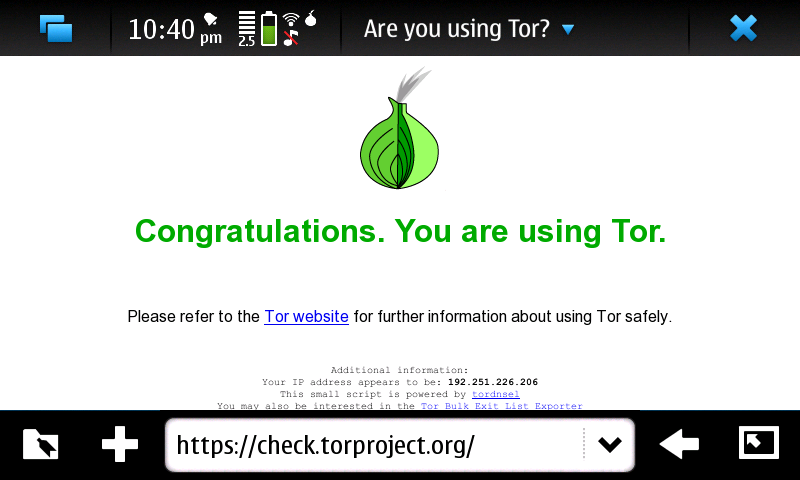 10:40 pm 2.5 Are you using Tor?
Congratulations. You are using Tor.
Please refer to the Tor website for further information about using Tor safely.
Additional information:
Your IP address appears to be: 192.251.226.206
This small script is powered by tordnsel
You may also be interested in the Tor Bulk Exit List Exporter
https://check.torproject.org/